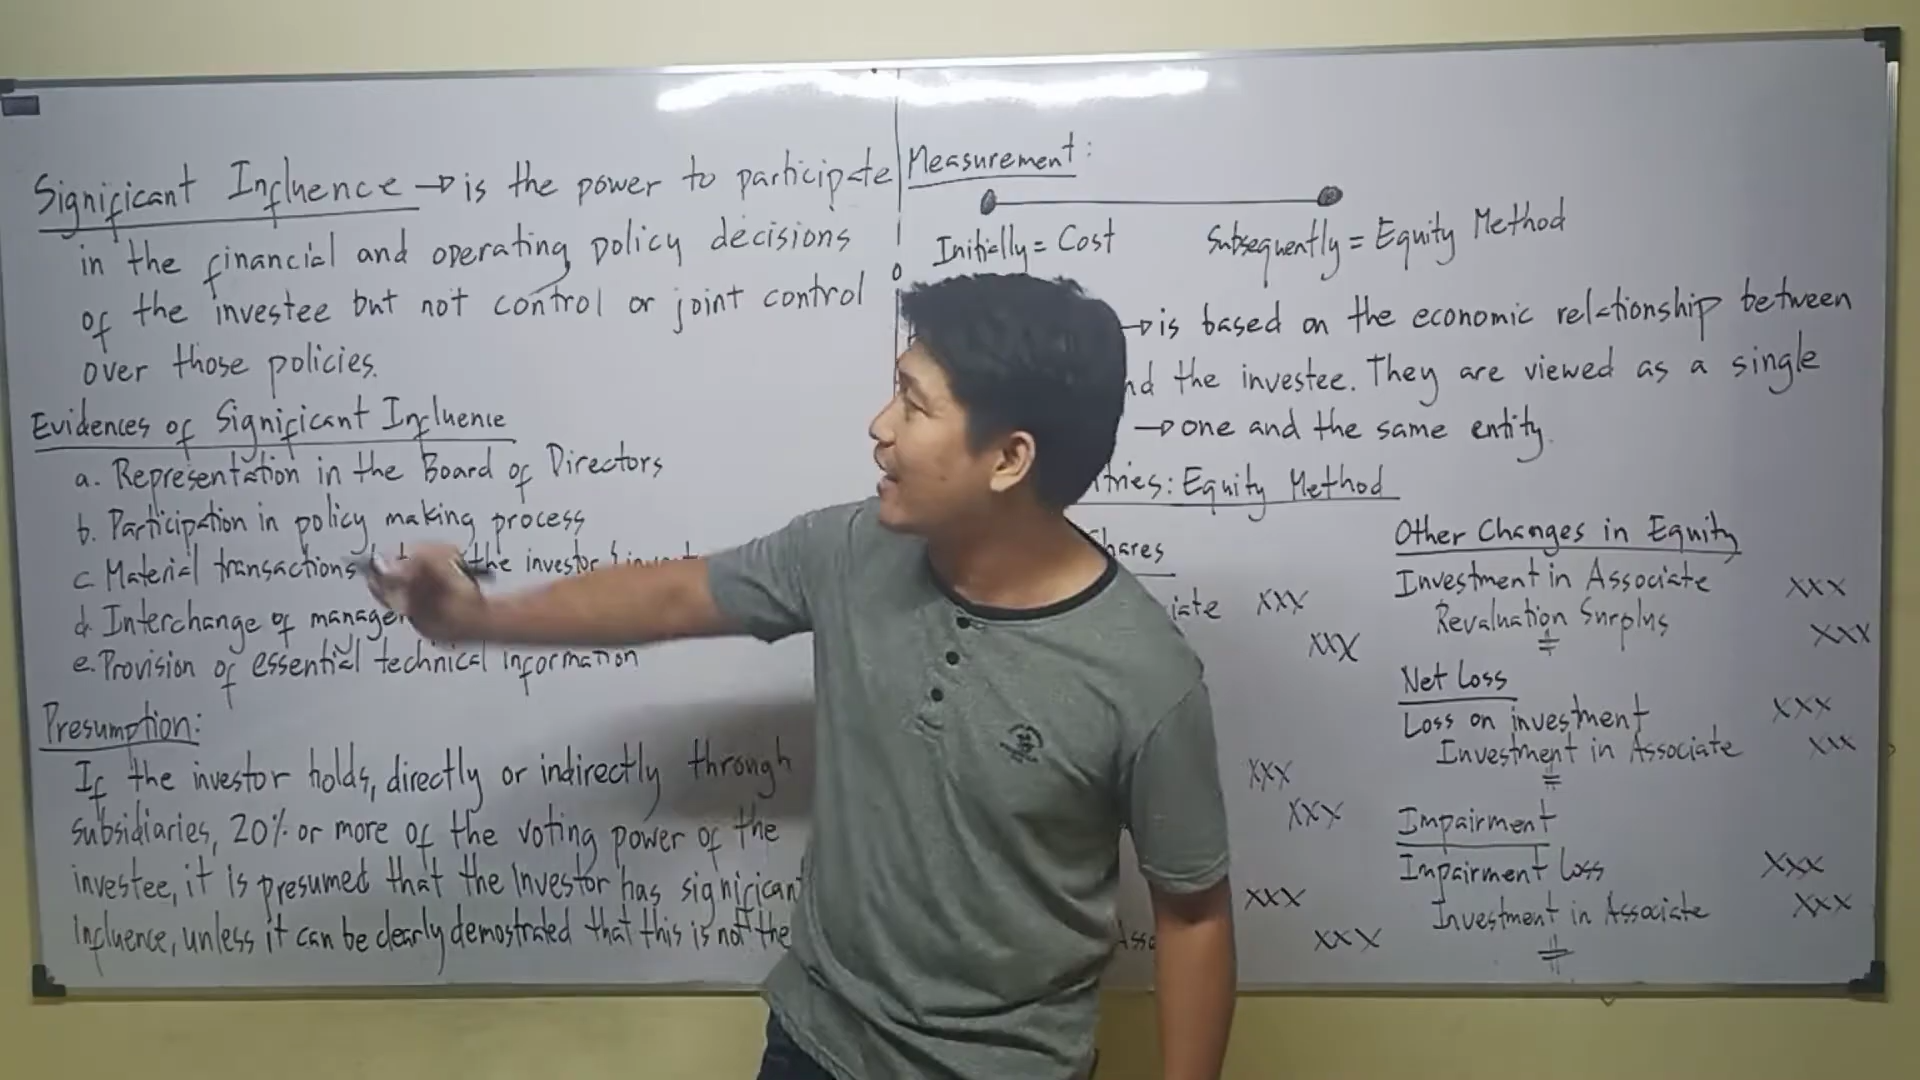 Significant Influence → is the power to participate
in the financial and operating policy decisions
of the investee but not control or joint control
over those policies.
Evidences of Significant Influence
a. Representation in the Board of Directors
b. Participation in policy making process
c. Material transactions the investor
d. Interchange of
e. Provision of essential technical information
Presumption:
If the investor holds, directly or indirectly through
subsidiaries, 20% or more of the voting power of the
investee, it is presumed that the Investor has significan
Influence, unless it can be clearly demostrated that this is not the
Measurement:
Initially = Cost
Subsequently = Equity Method
→ is based on the economic relationship between
nd the investee. They are viewed as a single
→ one and the same entity.
tries: Equity Method
hares
iate XXX
XXX
XXX
XXX
XXX
Asso XXX
Other Changes in Equity
Investment in Associate XXX
Revaluation Surplus XXX
Net Loss
Loss on investment XXX
Investment in Associate XXX
Impairment
Impairment Loss XXX
Investment in Associate XXX